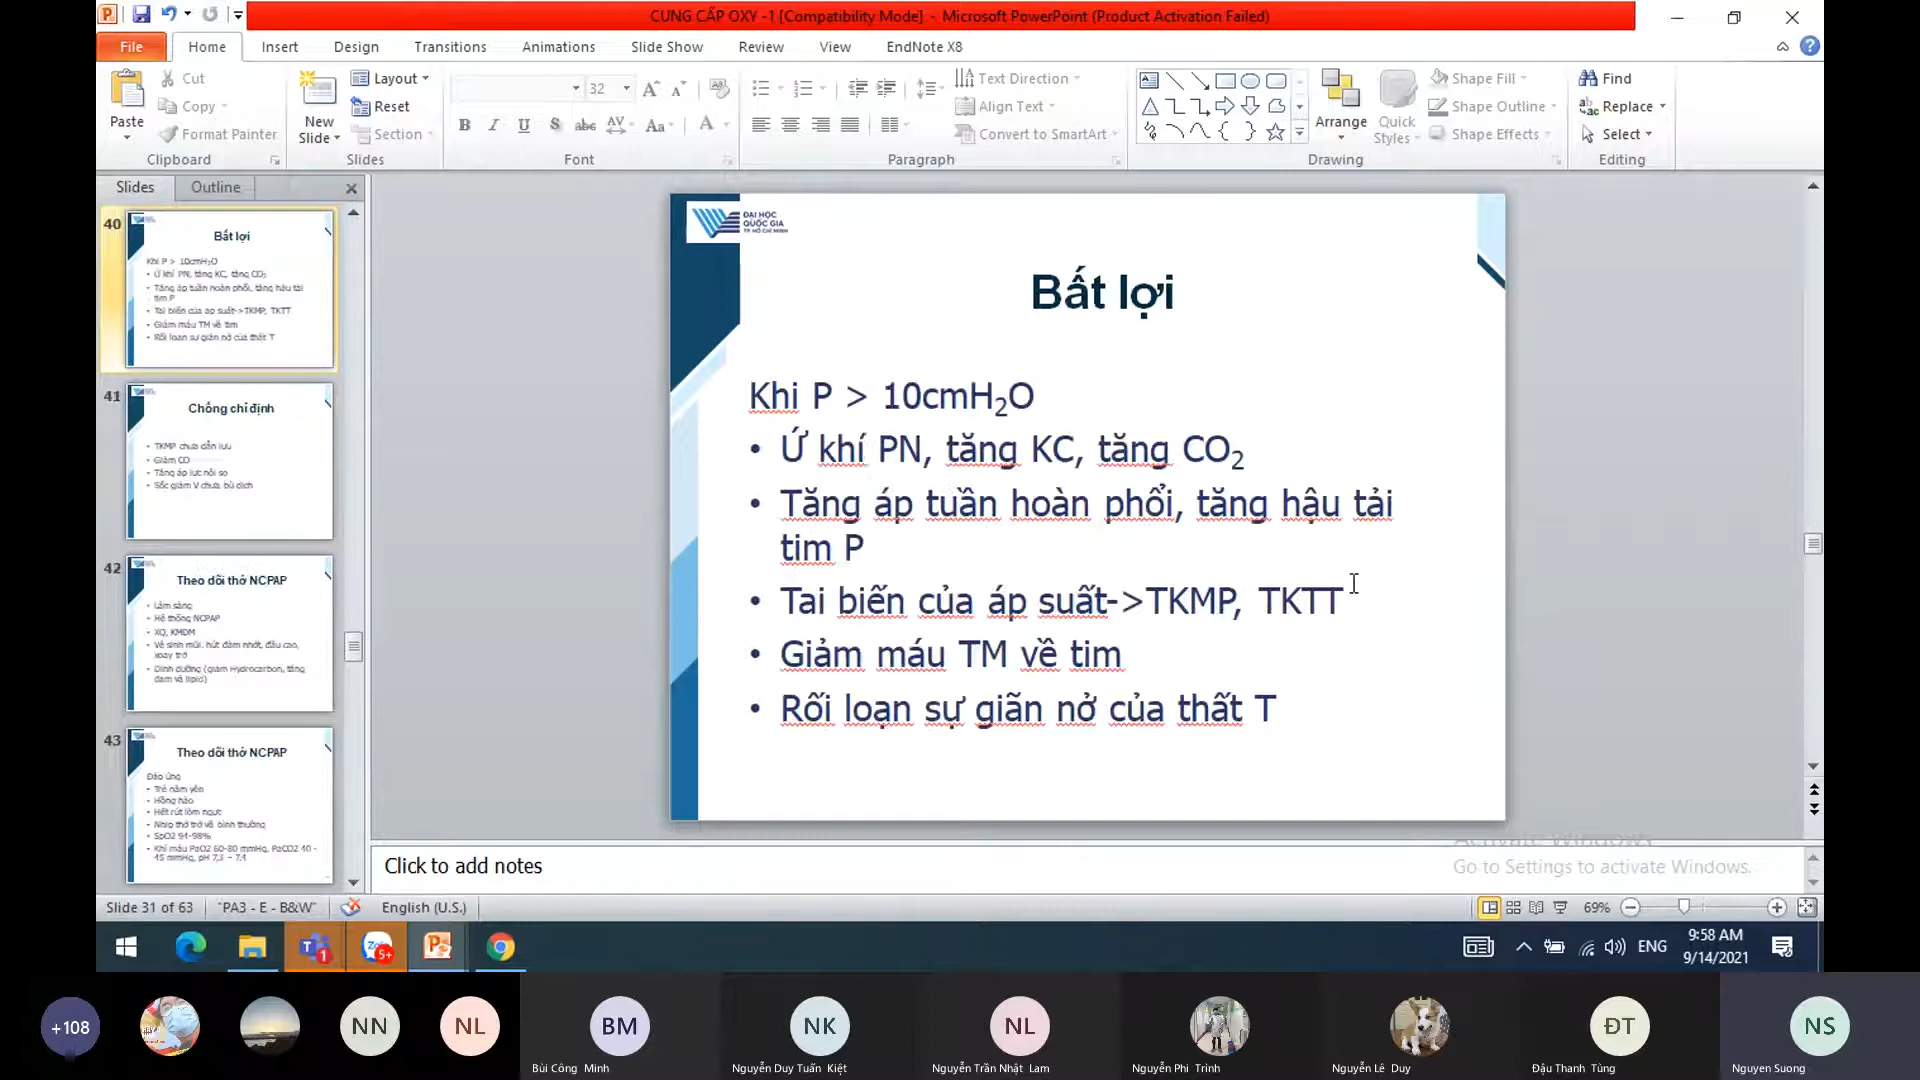 CUNG CẤP OXY -1 [Compatibility Mode] - Microsoft PowerPoint (Product Activation Failed)
File Home Insert Design Transitions Animations Slide Show Review View EndNote X8
Paste
Cut
Copy
Format Painter
Clipboard
New Slide
Layout
Reset
Section
Slides
32
B I U S abc AV Aa A
Font
Text Direction
Align Text
Convert to SmartArt
Paragraph
Arrange
Quick Styles
Shape Fill
Shape Outline
Shape Effects
Drawing
Find
Replace
Select
Editing
Slides Outline
40
Bất lợi
Khi P > 10cmH₂O
• Ứ khí PN, tăng KC, tăng CO₂
• Tăng áp tuần hoàn phổi, tăng hậu tải
tim P
• Tai biến của áp suất->TKMP, TKTT
• Giảm máu TM về tim
• Rối loạn sự giãn nở của thất T
41
Chống chỉ định
• TKMP chưa dẫn lưu
• Giảm CO
• Tăng áp lực nội sọ
• Sốc giảm V chưa bù dịch
42
Theo dõi thở NCPAP
• Lâm sàng
• Hệ thống NCPAP
• XQ, KMDM
• Vệ sinh mũi, hút đàm nhớt, đầu cao,
xoay trở
• Dinh dưỡng (giảm Hydrocarbon, tăng
đạm và lipid)
43
Theo dõi thở NCPAP
Đáp ứng
• Trẻ nằm yên
• Hồng hào
• Hết rút lõm ngực
• Nhịp thở trở về bình thường
• SpO2 94-98%
• Khí máu PaO2 60-80 mmHg, PaCO2 40 -
45 mmHg, pH 7,3 – 7,4
ĐẠI HỌC
QUỐC GIA
TP. HỒ CHÍ MINH
Bất lợi
Khi P > 10cmH₂O
• Ứ khí PN, tăng KC, tăng CO₂
• Tăng áp tuần hoàn phổi, tăng hậu tải
tim P
• Tai biến của áp suất->TKMP, TKTT
• Giảm máu TM về tim
• Rối loạn sự giãn nở của thất T
Click to add notes
Activate Windows
Go to Settings to activate Windows.
Slide 31 of 63 "PA3 - E - B&W" English (U.S.) 69%
1 Zalo 5+ ENG
9:58 AM
9/14/2021
+108 NN NL BM NK NL ĐT NS
Bùi Công Minh
Nguyễn Duy Tuấn Kiệt
Nguyễn Trần Nhật Lam
Nguyễn Phi Trình
Nguyễn Lê Duy
Đậu Thanh Tùng
Nguyen Suong